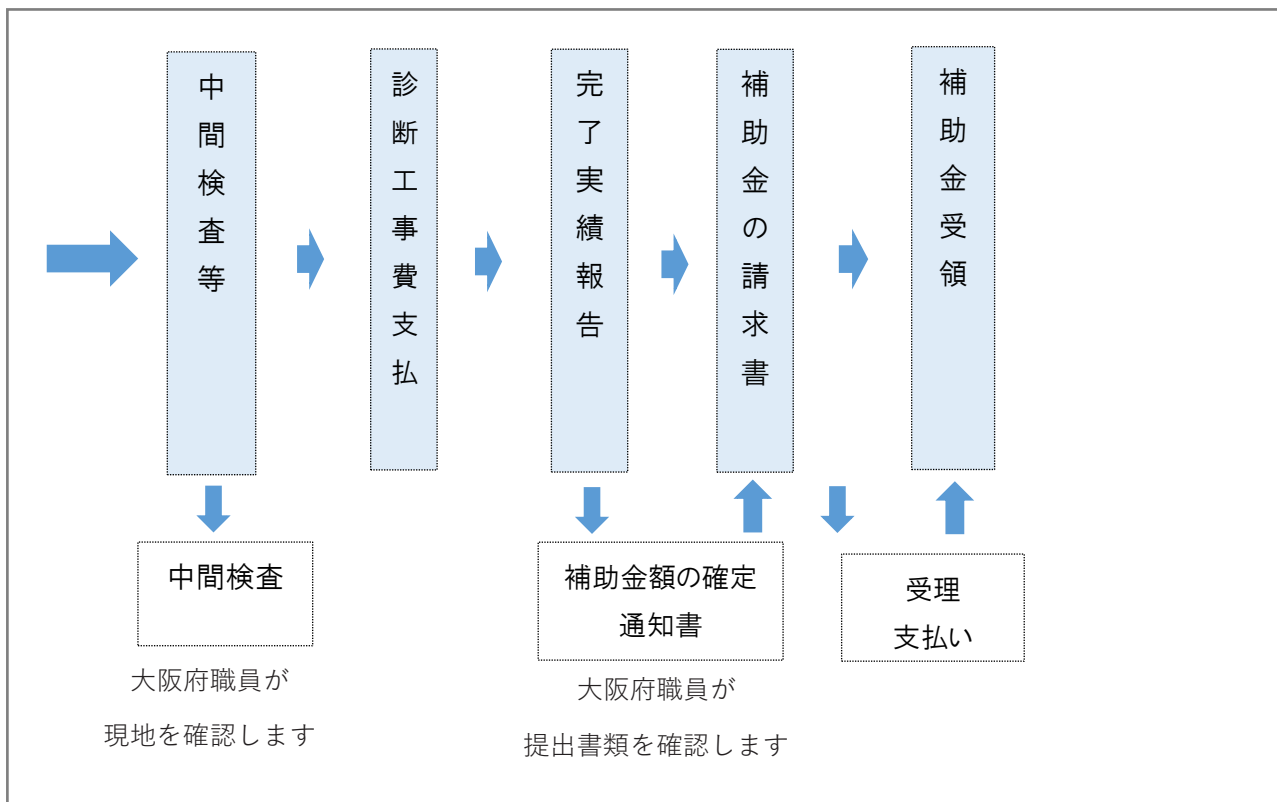 中間検査等
診断工事費支払
完了実績報告
補助金の請求書
補助金受領
中間検査
大阪府職員が
現地を確認します
補助金額の確定
通知書
大阪府職員が
提出書類を確認します
受理
支払い